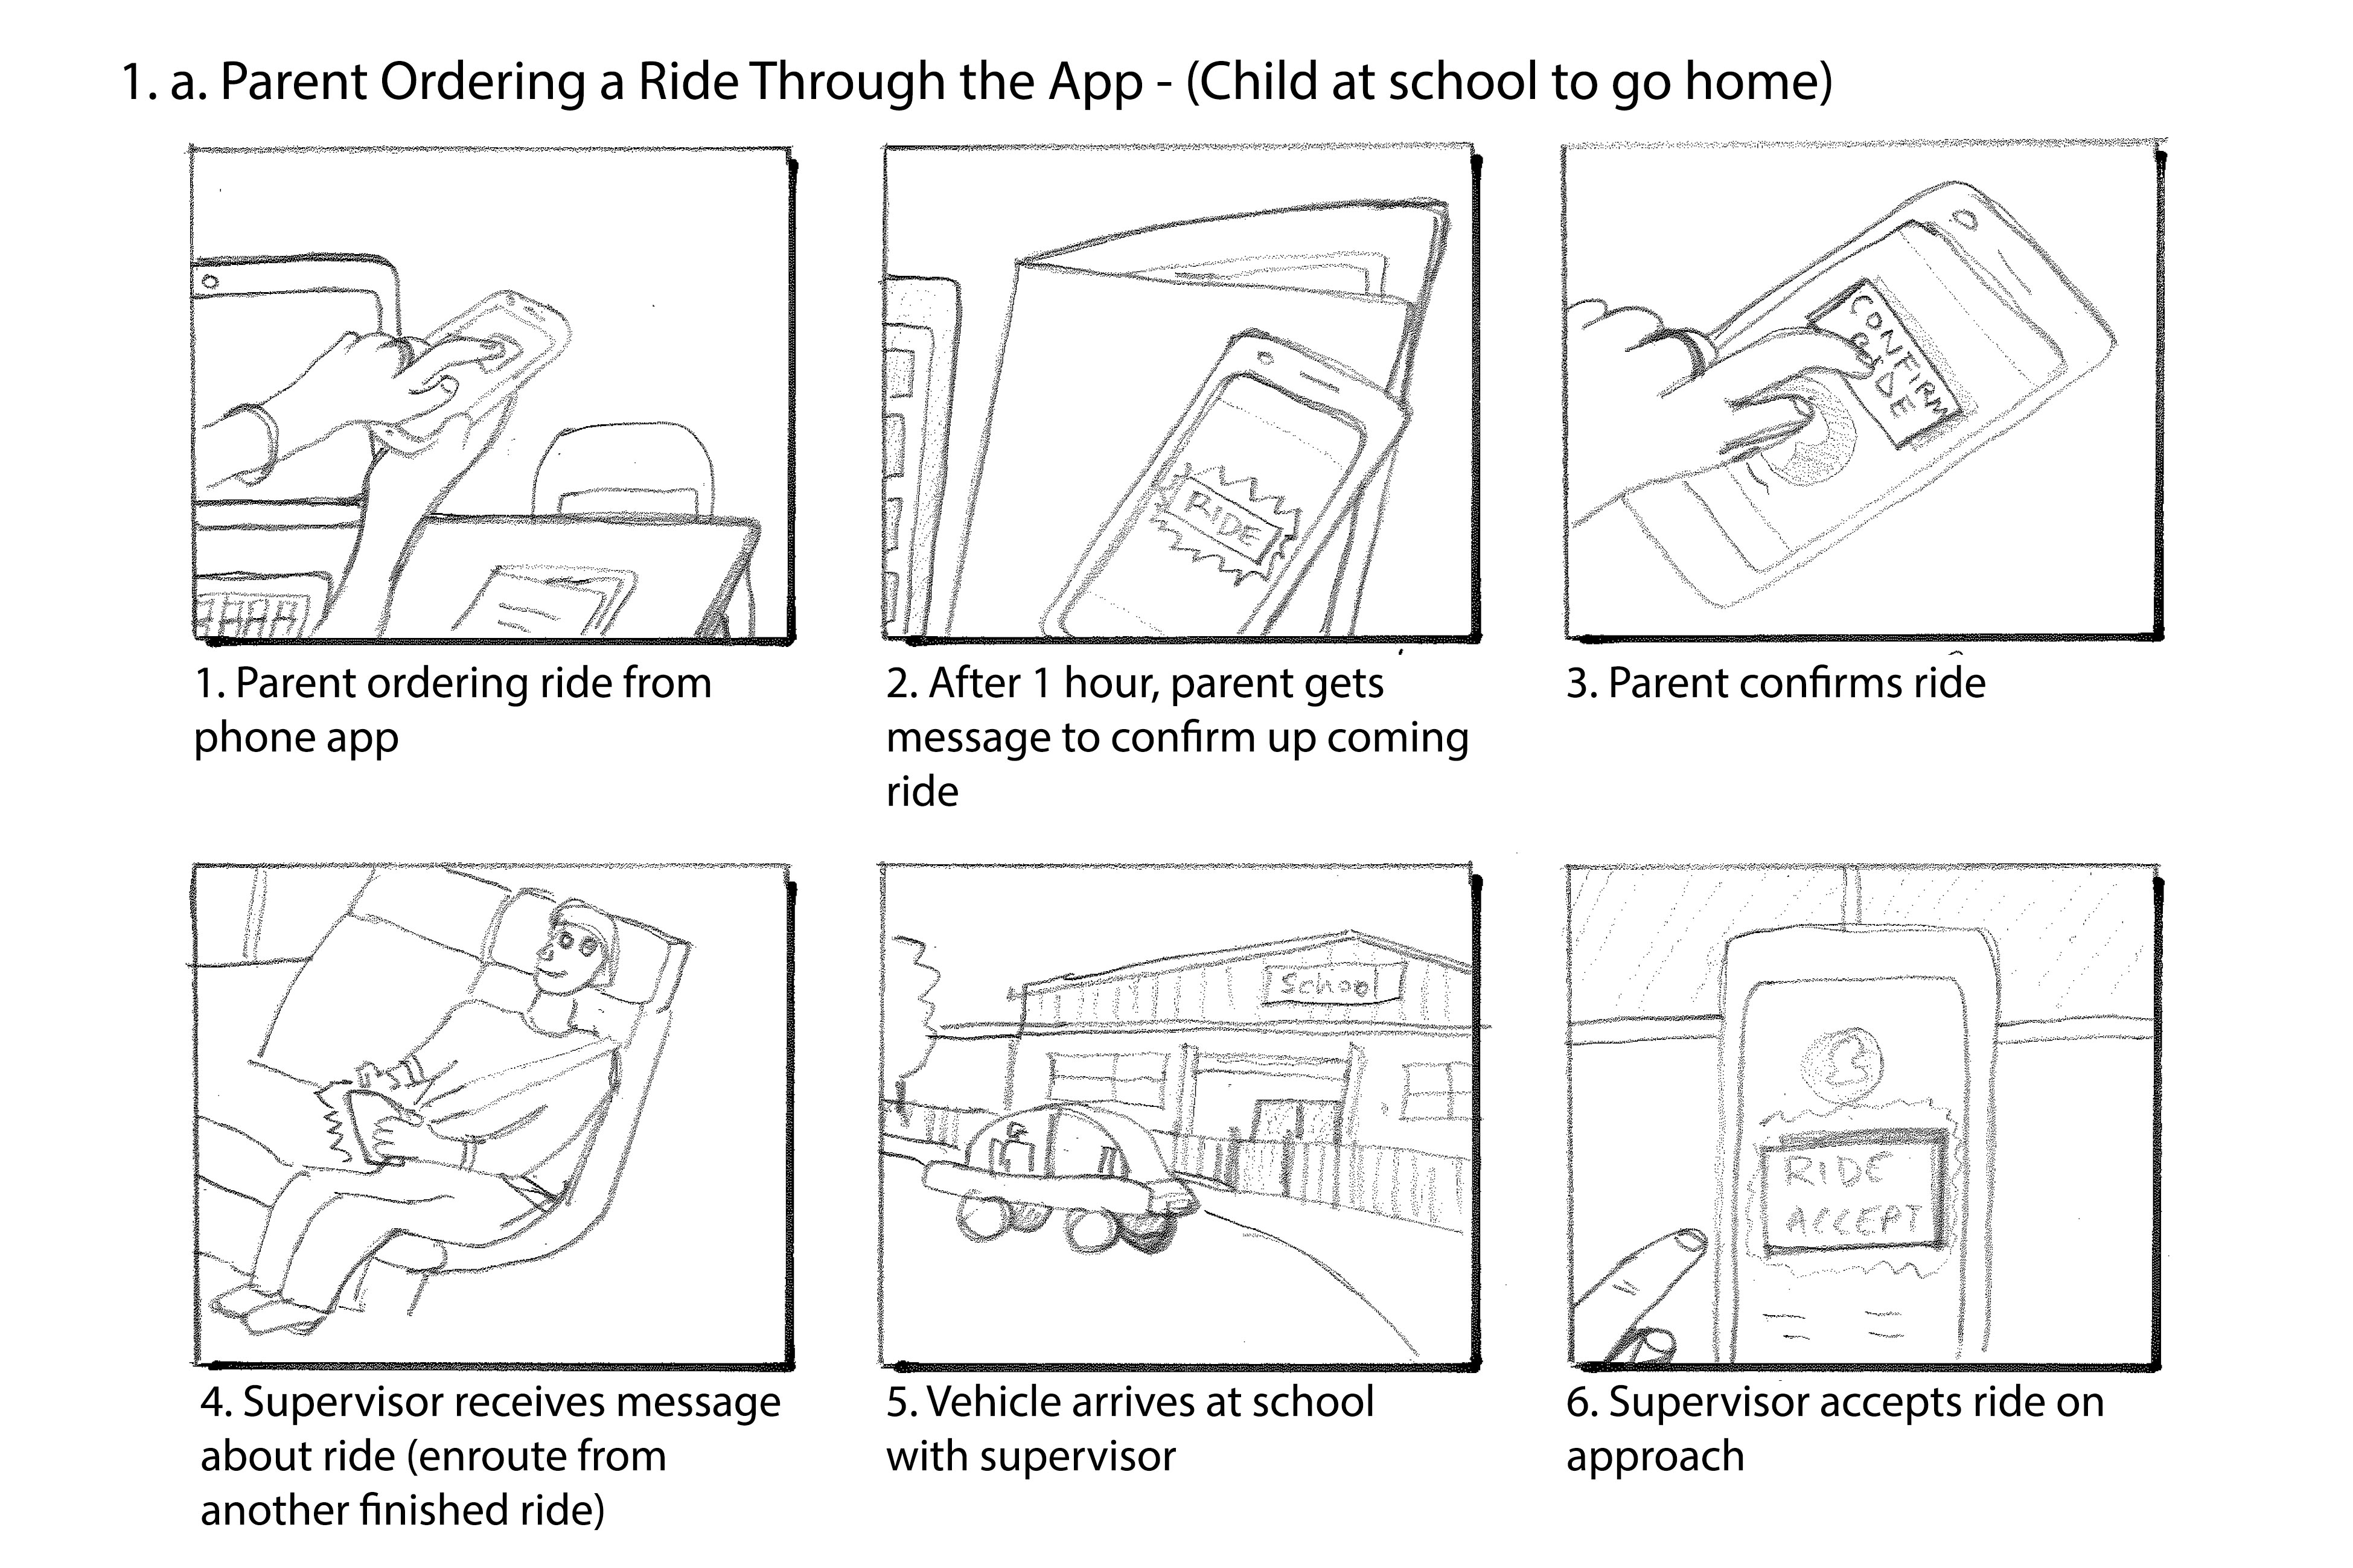 1. a. Parent Ordering a Ride Through the App - (Child at school to go home)
RIDE
CONFIRM
RIDE
1. Parent ordering ride from
phone app
2. After 1 hour, parent gets
message to confirm up coming
ride
3. Parent confirms ride
School
RIDE
ACCEPT
4. Supervisor receives message
about ride (enroute from
another finished ride)
5. Vehicle arrives at school
with supervisor
6. Supervisor accepts ride on
approach